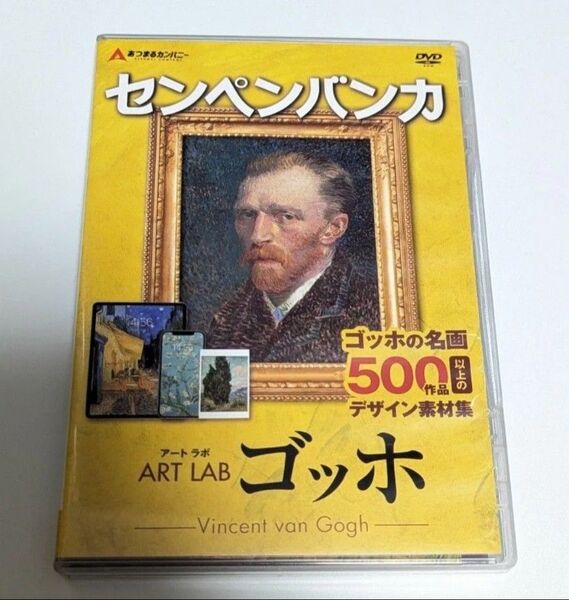 あつまるカンパニー
DVD
センペンバンカ
ゴッホの名画
500作品以上の
デザイン素材集
アート ラボ
ART LAB ゴッホ
Vincent van Gogh